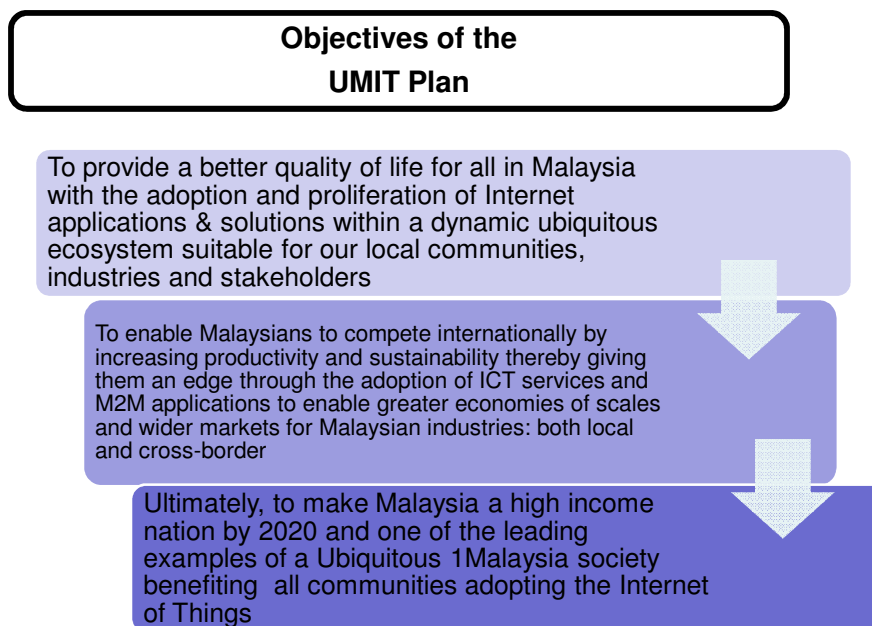 Objectives of the
UMIT Plan
To provide a better quality of life for all in Malaysia
with the adoption and proliferation of Internet
applications & solutions within a dynamic ubiquitous
ecosystem suitable for our local communities,
industries and stakeholders
To enable Malaysians to compete internationally by
increasing productivity and sustainability thereby giving
them an edge through the adoption of ICT services and
M2M applications to enable greater economies of scales
and wider markets for Malaysian industries: both local
and cross-border
Ultimately, to make Malaysia a high income
nation by 2020 and one of the leading
examples of a Ubiquitous 1Malaysia society
benefiting all communities adopting the Internet
of Things